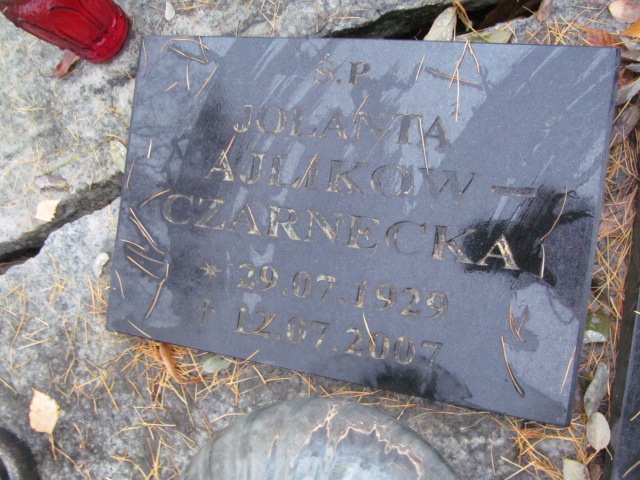 Ś.P.
JOLANTA
AJLIKOW –
CZARNECKA
* 29.07.1929
† 12.07.2007